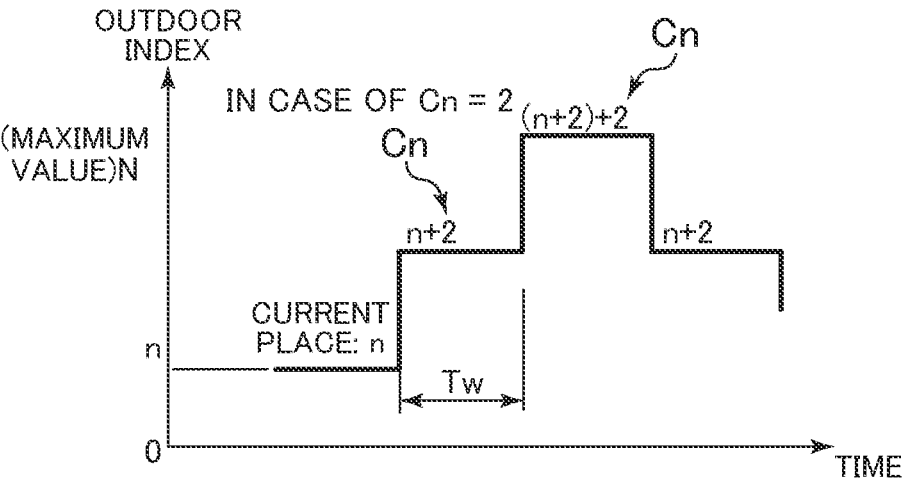 OUTDOOR
INDEX
Cn
IN CASE OF Cn = 2
(n+2)+2
(MAXIMUM
VALUE)N
Cn
n+2
n+2
CURRENT
PLACE: n
n
Tw
0
TIME